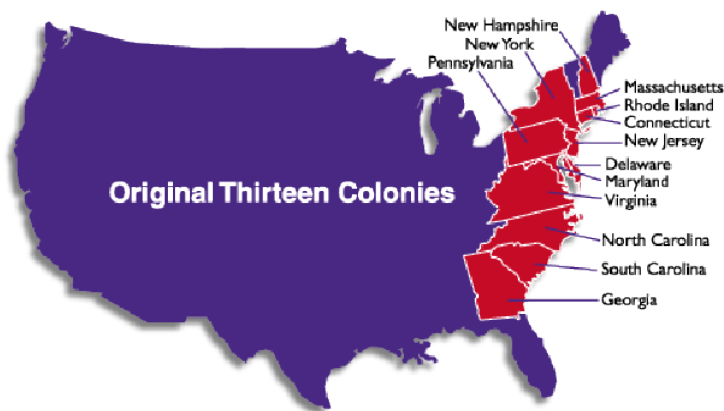 New Hampshire
New York
Pennsylvania
Massachusetts
Rhode Island
Connecticut
New Jersey
Delaware
Maryland
Virginia
Original Thirteen Colonies
North Carolina
South Carolina
Georgia